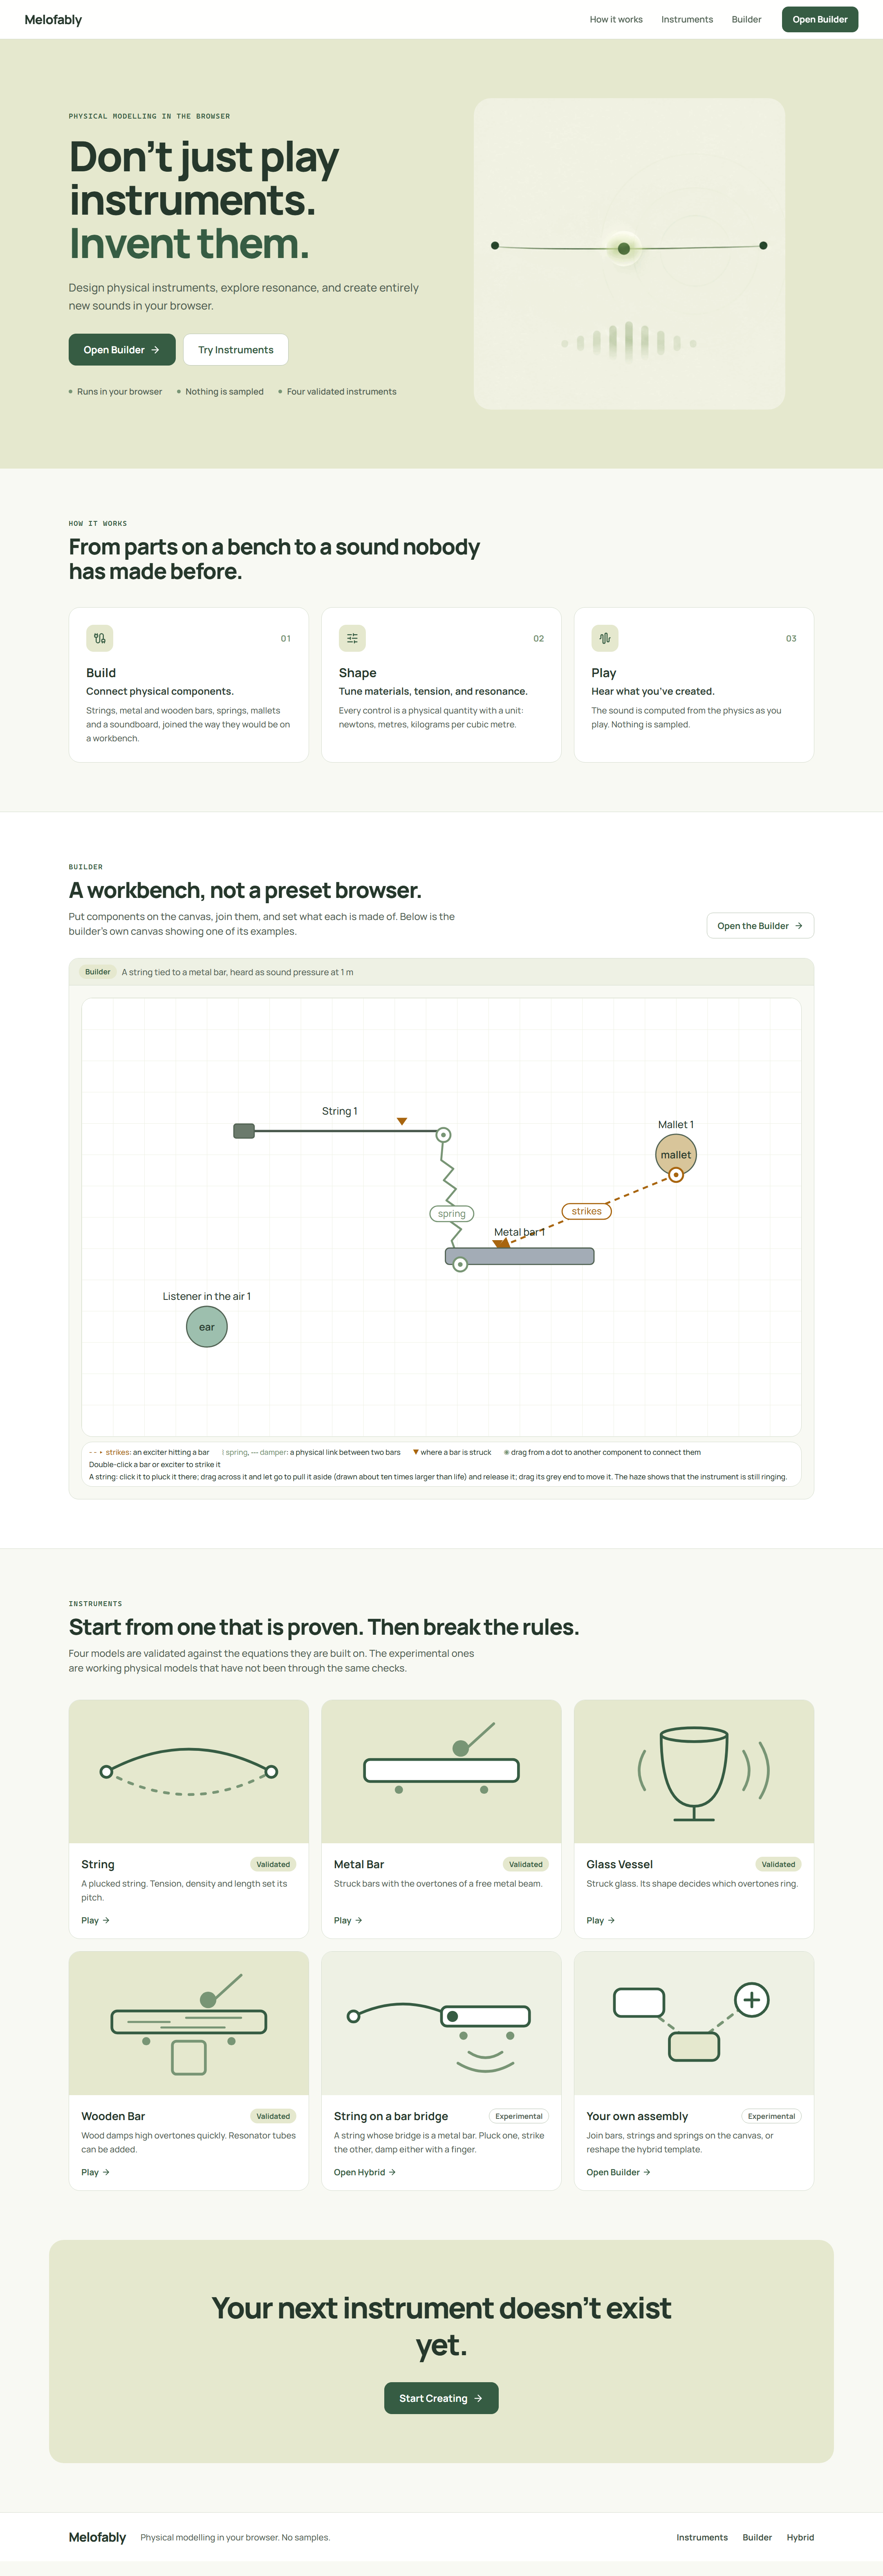 Melofably
How it works
Instruments
Builder
Open Builder
PHYSICAL MODELLING IN THE BROWSER
Don't just play
instruments.
Invent them.
Design physical instruments, explore resonance, and create entirely
new sounds in your browser.
Open Builder →
Try Instruments
Runs in your browser
Nothing is sampled
Four validated instruments
HOW IT WORKS
From parts on a bench to a sound nobody
has made before.
01
Build
Connect physical components.
Strings, metal and wooden bars, springs, mallets
and a soundboard, joined the way they would be on
a workbench.
02
Shape
Tune materials, tension, and resonance.
Every control is a physical quantity with a unit:
newtons, metres, kilograms per cubic metre.
03
Play
Hear what you've created.
The sound is computed from the physics as you
play. Nothing is sampled.
BUILDER
A workbench, not a preset browser.
Put components on the canvas, join them, and set what each is made of. Below is the
builder's own canvas showing one of its examples.
Open the Builder →
Builder
A string tied to a metal bar, heard as sound pressure at 1 m
String 1
Mallet 1
mallet
spring
strikes
Metal bar 1
Listener in the air 1
ear
strikes: an exciter hitting a bar
spring, — damper: a physical link between two bars
▼ where a bar is struck
◉ drag from a dot to another component to connect them
Double-click a bar or exciter to strike it
A string: click it to pluck it there; drag across it and let go to pull it aside (drawn about ten times larger than life) and release it; drag its grey end to move it. The haze shows that the instrument is still ringing.
INSTRUMENTS
Start from one that is proven. Then break the rules.
Four models are validated against the equations they are built on. The experimental ones
are working physical models that have not been through the same checks.
String
Validated
A plucked string. Tension, density and length set its
pitch.
Play →
Metal Bar
Validated
Struck bars with the overtones of a free metal beam.
Play →
Glass Vessel
Validated
Struck glass. Its shape decides which overtones ring.
Play →
Wooden Bar
Validated
Wood damps high overtones quickly. Resonator tubes
can be added.
Play →
String on a bar bridge
Experimental
A string whose bridge is a metal bar. Pluck one, strike
the other, damp either with a finger.
Open Hybrid →
Your own assembly
Experimental
Join bars, strings and springs on the canvas, or
reshape the hybrid template.
Open Builder →
Your next instrument doesn't exist
yet.
Start Creating →
Melofably
Physical modelling in your browser. No samples.
Instruments
Builder
Hybrid